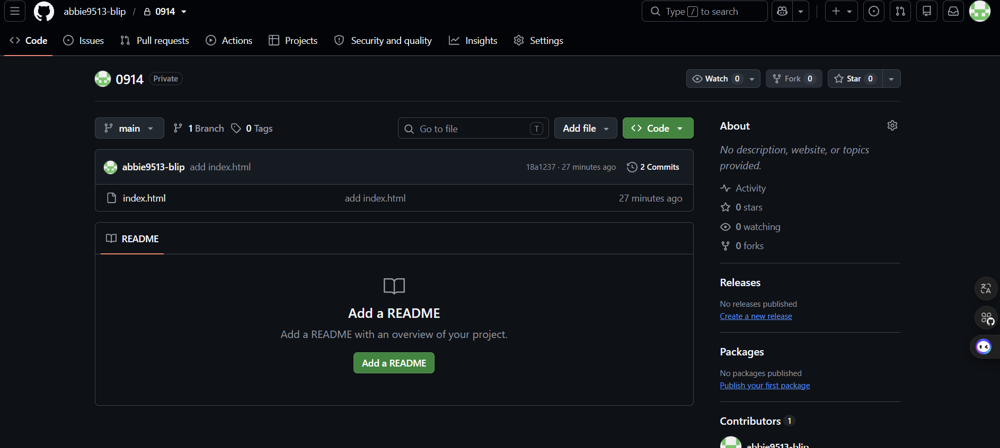 abbie9513-blip / 0914
Type / to search
Code
Issues
Pull requests
Actions
Projects
Security and quality
Insights
Settings
0914 Private
Watch 0
Fork 0
Star 0
main
1 Branch
0 Tags
Go to file T
Add file
Code
abbie9513-blip add index.html
18a1237 · 27 minutes ago
2 Commits
index.html add index.html 27 minutes ago
README
Add a README
Add a README with an overview of your project.
Add a README
About
No description, website, or topics
provided.
Activity
0 stars
0 watching
0 forks
Releases
No releases published
Create a new release
Packages
No packages published
Publish your first package
Contributors 1
abbie9513-blip